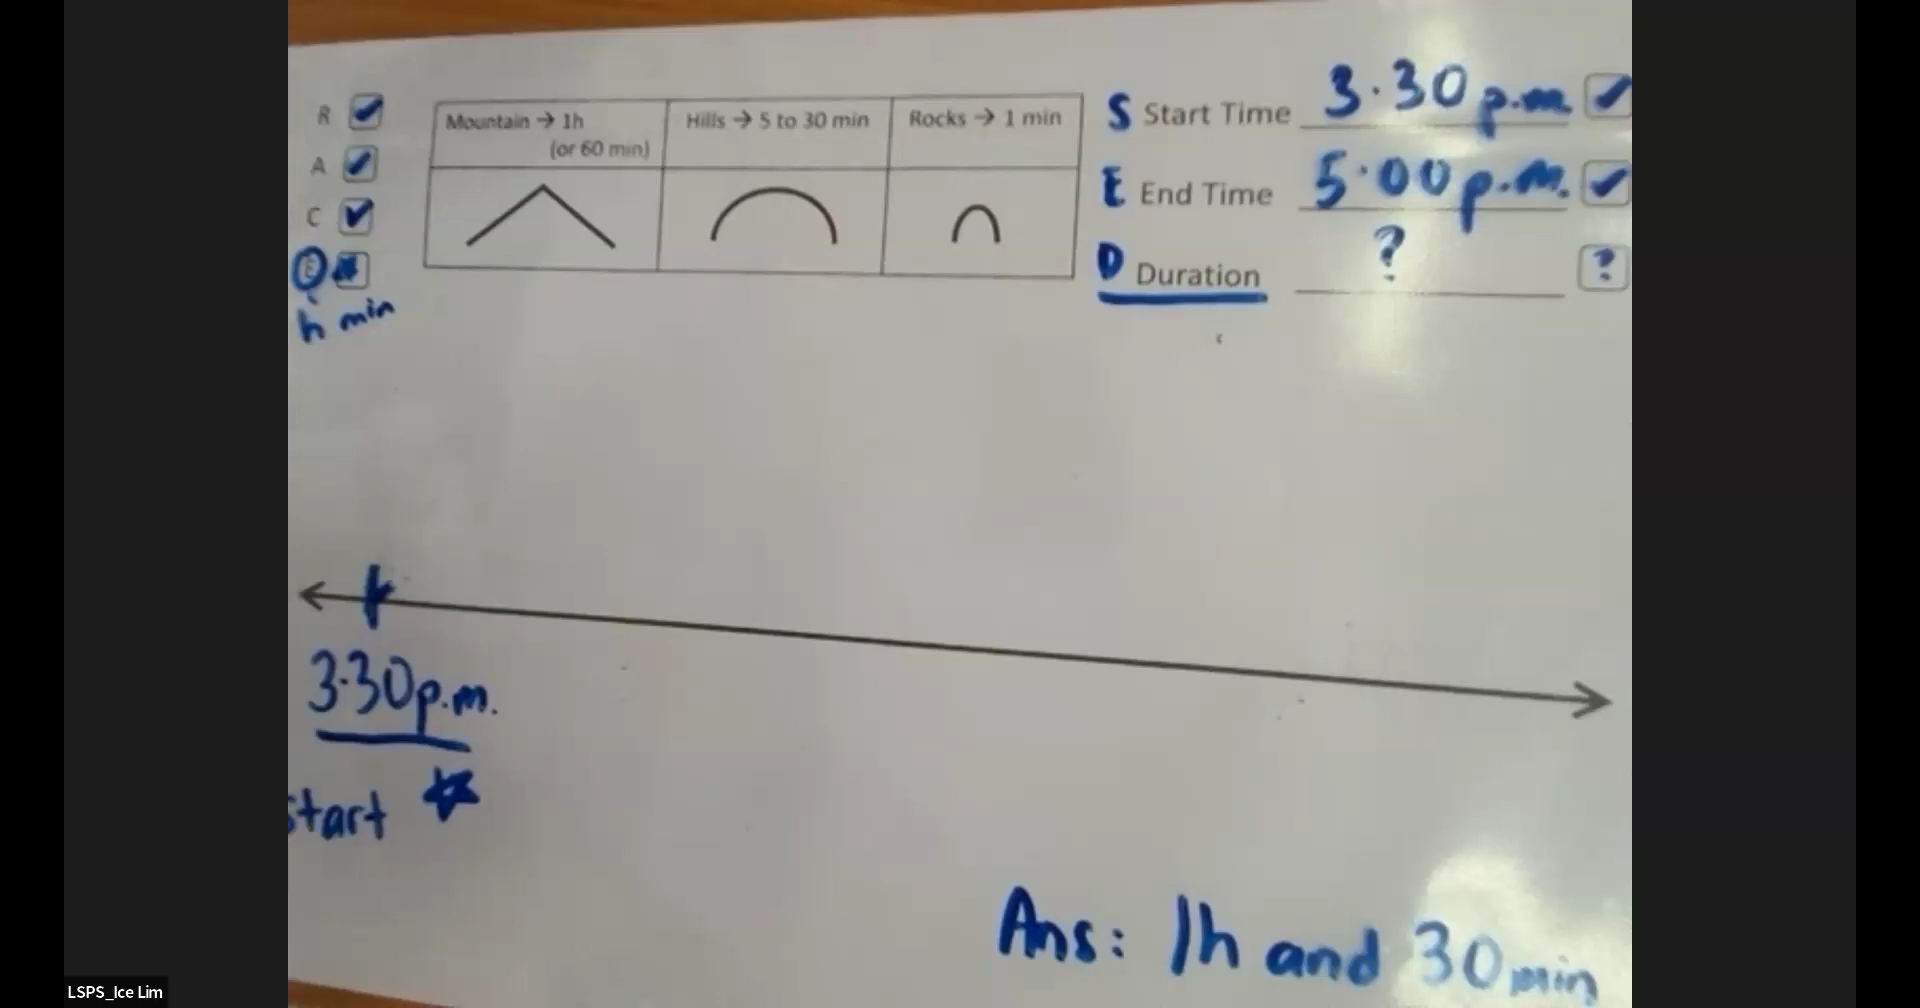 R
A
C
E
h min
Mountain → 1h
(or 60 min)
Hills → 5 to 30 min
Rocks → 1 min
S Start Time 3.30 p.m.
E End Time 5.00 p.m.
D Duration ? ?
3.30 p.m.
start
Ans: 1h and 30 min
LSPS_Ice Lim